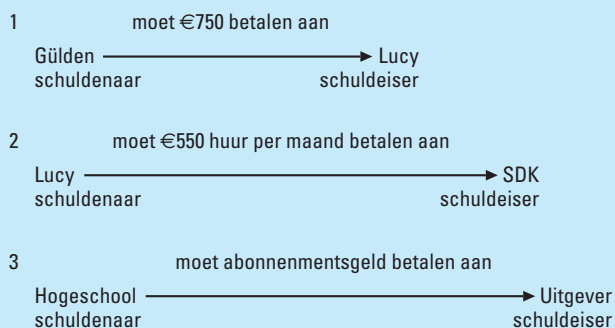 1 moet €750 betalen aan
Gülden Lucy
schuldenaar schuldeiser
2 moet €550 huur per maand betalen aan
Lucy SDK
schuldenaar schuldeiser
3 moet abonnenmentsgeld betalen aan
Hogeschool Uitgever
schuldenaar schuldeiser